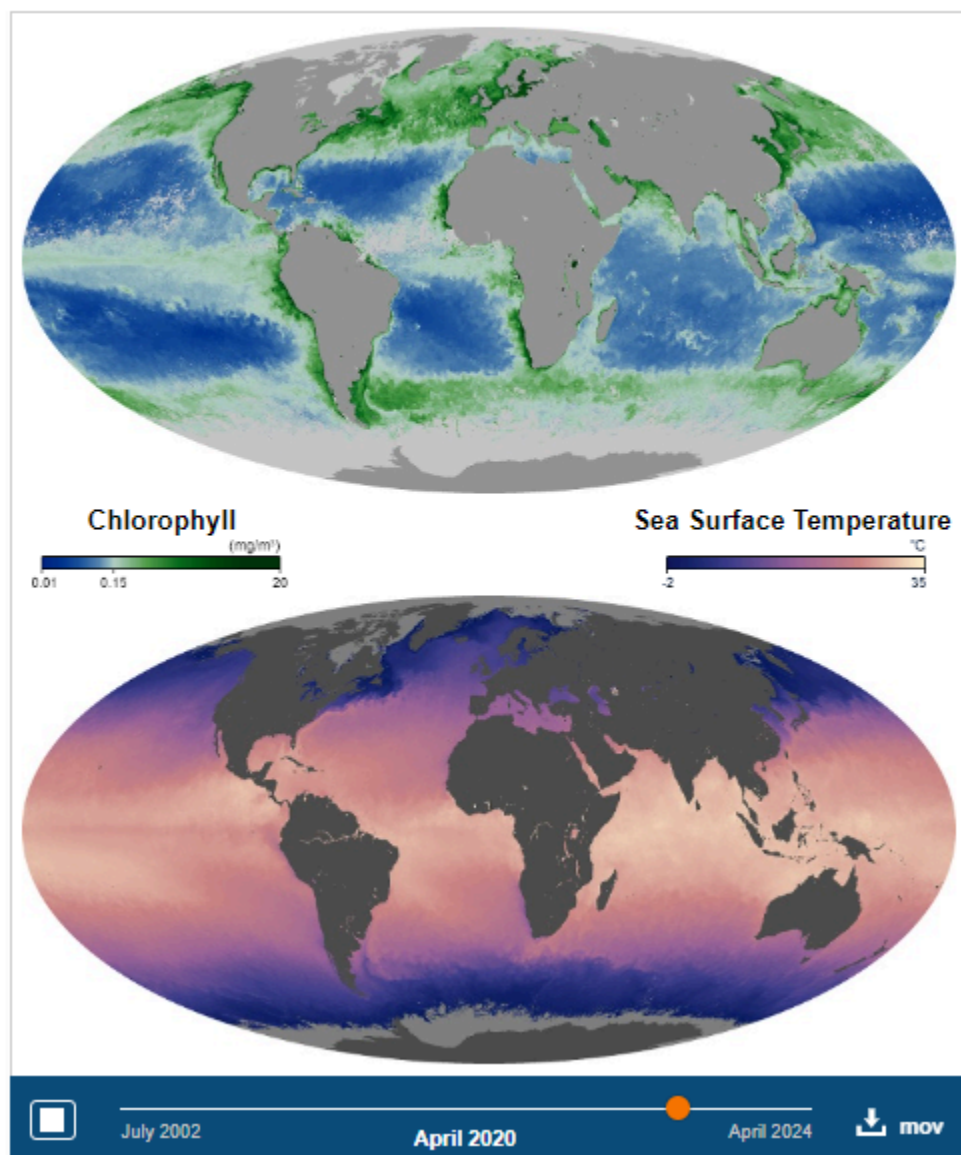 Chlorophyll
(mg/m³)
0.01 0.15 20
Sea Surface Temperature
°C
-2 35
July 2002 April 2020 April 2024 mov